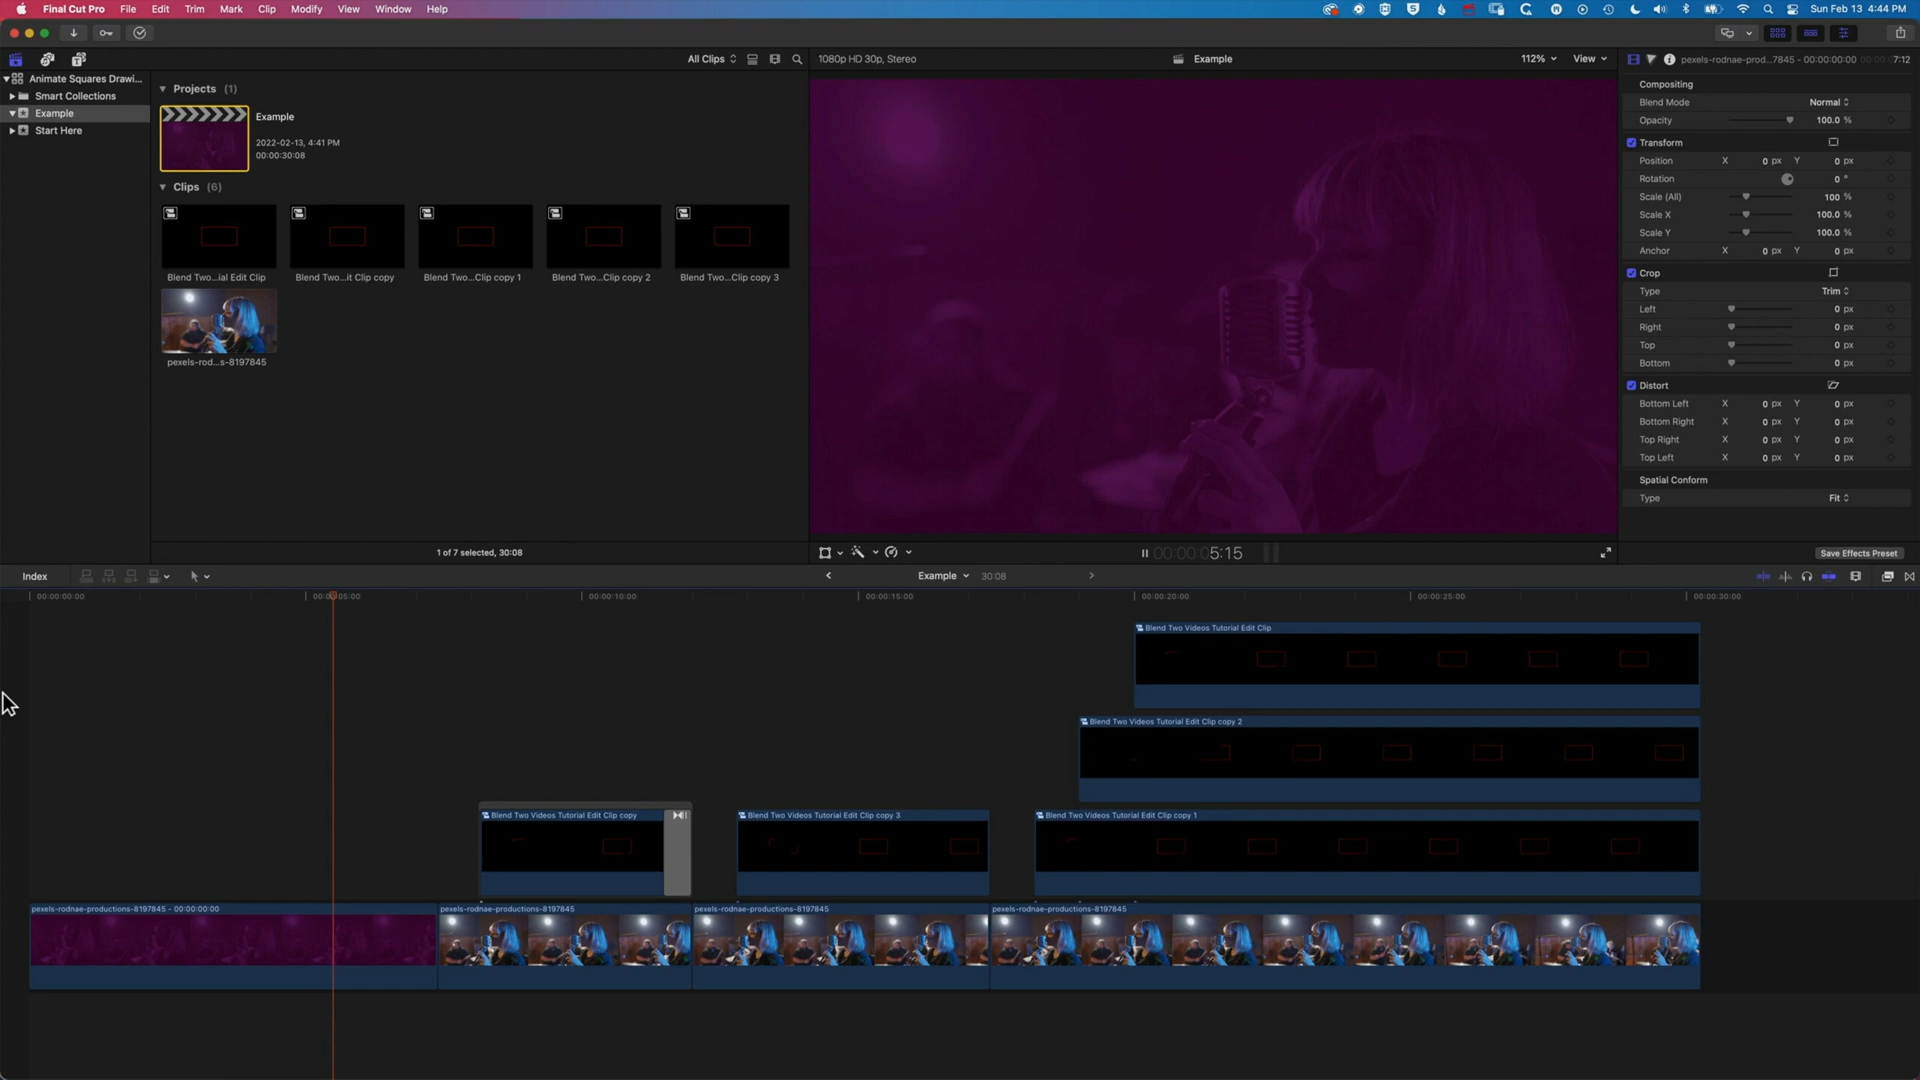 Final Cut Pro File Edit Trim Mark Clip Modify View Window Help
Sun Feb 13 4:44 PM
All Clips
1080p HD 30p, Stereo
Example
112%
View
pexels-rodnae-prod...7845 - 00:00:00:00
7:12
Animate Squares Drawi...
Smart Collections
Example
Start Here
Projects (1)
Example
2022-02-13, 4:41 PM
00:00:30:08
Clips (6)
Blend Two...ial Edit Clip
Blend Two...it Clip copy
Blend Two...Clip copy 1
Blend Two...Clip copy 2
Blend Two...Clip copy 3
pexels-rod...s-8197845
1 of 7 selected, 30:08
00:00:05:15
Compositing
Blend Mode Normal
Opacity 100.0 %
Transform
Position X 0 px Y 0 px
Rotation 0 °
Scale (All) 100 %
Scale X 100.0 %
Scale Y 100.0 %
Anchor X 0 px Y 0 px
Crop
Type Trim
Left 0 px
Right 0 px
Top 0 px
Bottom 0 px
Distort
Bottom Left X 0 px Y 0 px
Bottom Right X 0 px Y 0 px
Top Right X 0 px Y 0 px
Top Left X 0 px Y 0 px
Spatial Conform
Type Fit
Save Effects Preset
Index
Example
30:08
00:00:00:00 00:00:05:00 00:00:10:00 00:00:15:00 00:00:20:00 00:00:25:00 00:00:30:00
Blend Two Videos Tutorial Edit Clip
Blend Two Videos Tutorial Edit Clip copy 2
Blend Two Videos Tutorial Edit Clip copy
Blend Two Videos Tutorial Edit Clip copy 3
Blend Two Videos Tutorial Edit Clip copy 1
pexels-rodnae-productions-8197845 - 00:00:00:00
pexels-rodnae-productions-8197845
pexels-rodnae-productions-8197845
pexels-rodnae-productions-8197845